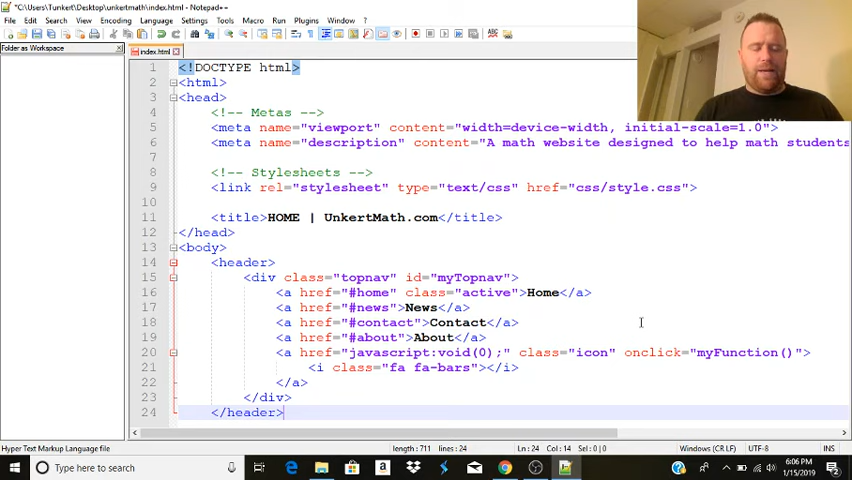 *C:\Users\Tunkert\Desktop\unkertmath\index.html - Notepad++
File Edit Search View Encoding Language Settings Tools Macro Run Plugins Window ?
Folder as Workspace
index.html
1 <!DOCTYPE html>
2 <html>
3 <head>
4 <!-- Metas -->
5 <meta name="viewport" content="width=device-width, initial-scale=1.0">
6 <meta name="description" content="A math website designed to help math students
7
8 <!-- Stylesheets -->
9 <link rel="stylesheet" type="text/css" href="css/style.css">
10
11 <title>HOME | UnkertMath.com</title>
12 </head>
13 <body>
14 <header>
15 <div class="topnav" id="myTopnav">
16 <a href="#home" class="active">Home</a>
17 <a href="#news">News</a>
18 <a href="#contact">Contact</a>
19 <a href="#about">About</a>
20 <a href="javascript:void(0);" class="icon" onclick="myFunction()">
21 <i class="fa fa-bars"></i>
22 </a>
23 </div>
24 </header>
Hyper Text Markup Language file length : 711 lines : 24 Ln : 24 Col : 14 Sel : 0 | 0 Windows (CR LF) UTF-8 INS
Type here to search
6:06 PM
1/15/2019